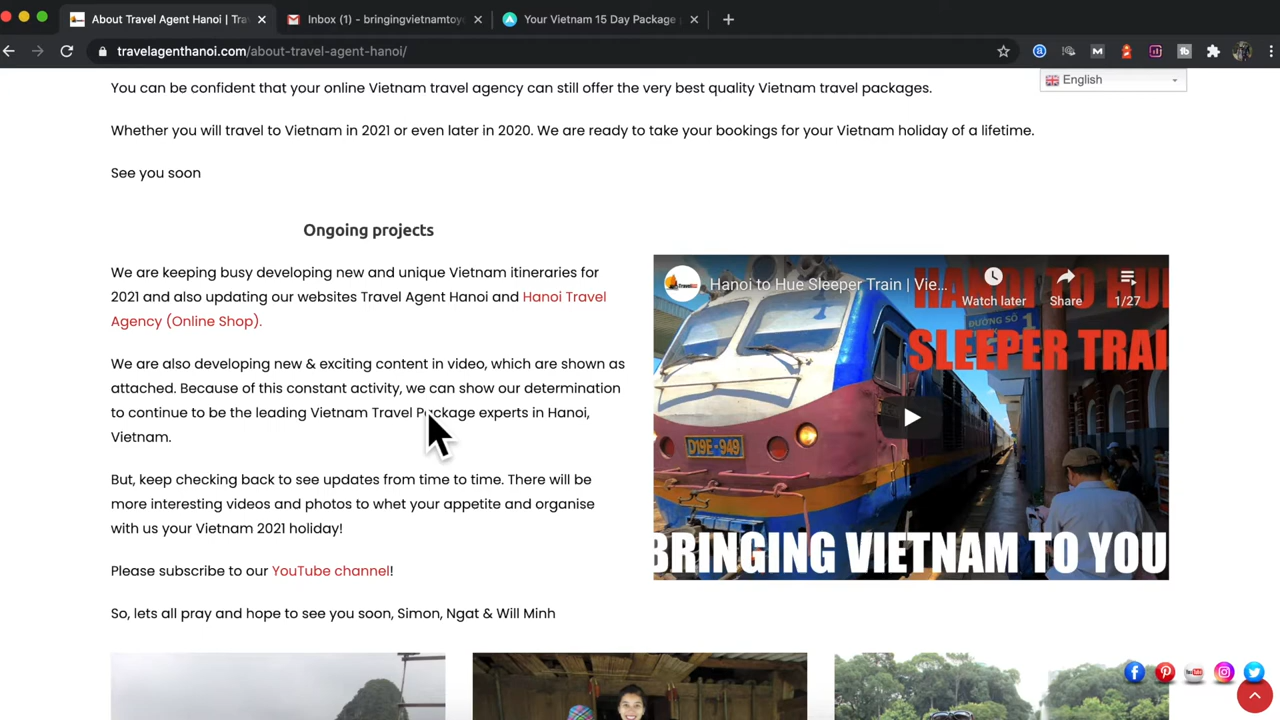 About Travel Agent Hanoi | Tra
Inbox (1) - bringingvietnamtoye
Your Vietnam 15 Day Package
travelagenthanoi.com/about-travel-agent-hanoi/
English
You can be confident that your online Vietnam travel agency can still offer the very best quality Vietnam travel packages.
Whether you will travel to Vietnam in 2021 or even later in 2020. We are ready to take your bookings for your Vietnam holiday of a lifetime.
See you soon
Ongoing projects
We are keeping busy developing new and unique Vietnam itineraries for
2021 and also updating our websites Travel Agent Hanoi and Hanoi Travel
Agency (Online Shop).
We are also developing new & exciting content in video, which are shown as
attached. Because of this constant activity, we can show our determination
to continue to be the leading Vietnam Travel Package experts in Hanoi,
Vietnam.
But, keep checking back to see updates from time to time. There will be
more interesting videos and photos to whet your appetite and organise
with us your Vietnam 2021 holiday!
Please subscribe to our YouTube channel!
So, lets all pray and hope to see you soon, Simon, Ngat & Will Minh
Hanoi to Hue Sleeper Train | Vie...
Watch later
Share
1/27
HANOI TO HU
ĐƯỜNG SỐ 1
SLEEPER TRAI
D19E-949
BRINGING VIETNAM TO YOU